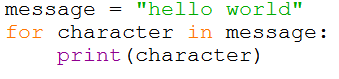 message = "hello world"
for character in message:
    print(character)